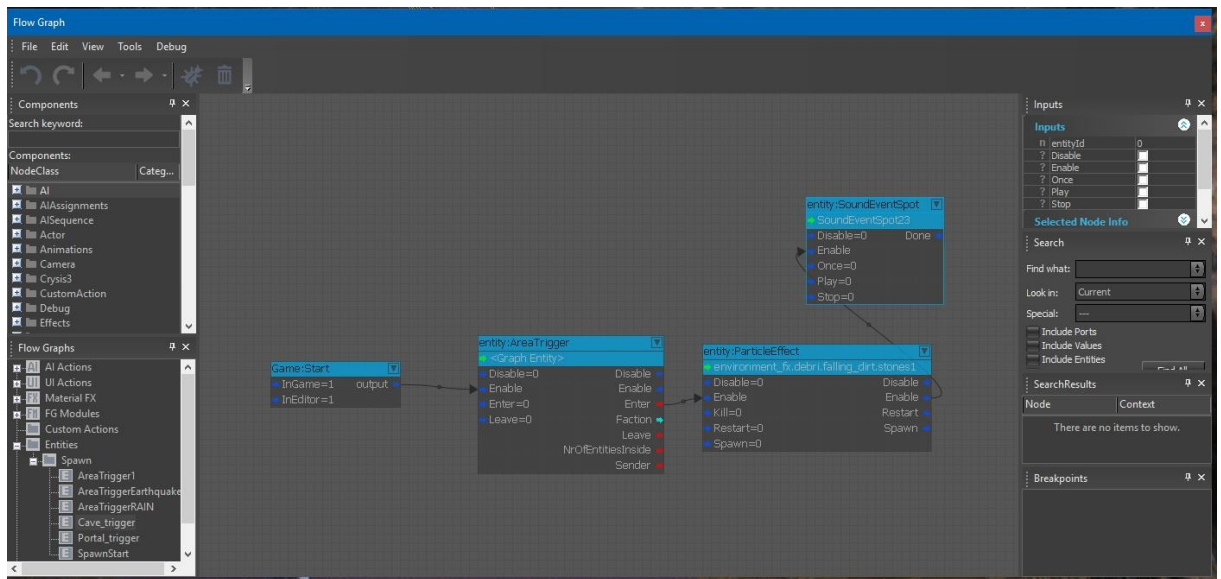 Flow Graph
x
File Edit View Tools Debug
Components
Search keyword:
Components:
NodeClass Categ...
AI
AIAssignments
AISequence
Actor
Animations
Camera
Crysis3
CustomAction
Debug
Effects
Flow Graphs
AI AI Actions
UI UI Actions
FX Material FX
FG Modules
Custom Actions
Entities
Spawn
E AreaTrigger1
E AreaTriggerEarthquake
E AreaTriggerRAIN
E Cave_trigger
E Portal_trigger
E SpawnStart
Game:Start
InGame=1 output
InEditor=1
entity:AreaTrigger
<Graph Entity>
Disable=0 Disable
Enable Enable
Enter=0 Enter
Leave=0 Faction
Leave
NrOfEntitiesInside
Sender
entity:ParticleEffect
environment_fx.debri.falling_dirt.stones1
Disable=0 Disable
Enable Enable
Kill=0 Restart
Restart=0 Spawn
Spawn=0
entity:SoundEventSpot
SoundEventSpot23
Disable=0 Done
Enable
Once=0
Play=0
Stop=0
Inputs
Inputs
n entityId 0
? Disable
? Enable
? Once
? Play
? Stop
Selected Node Info
Search
Find what:
Look in: Current
Special: ---
Include Ports
Include Values
Include Entities
Find All
SearchResults
Node Context
There are no items to show.
Breakpoints